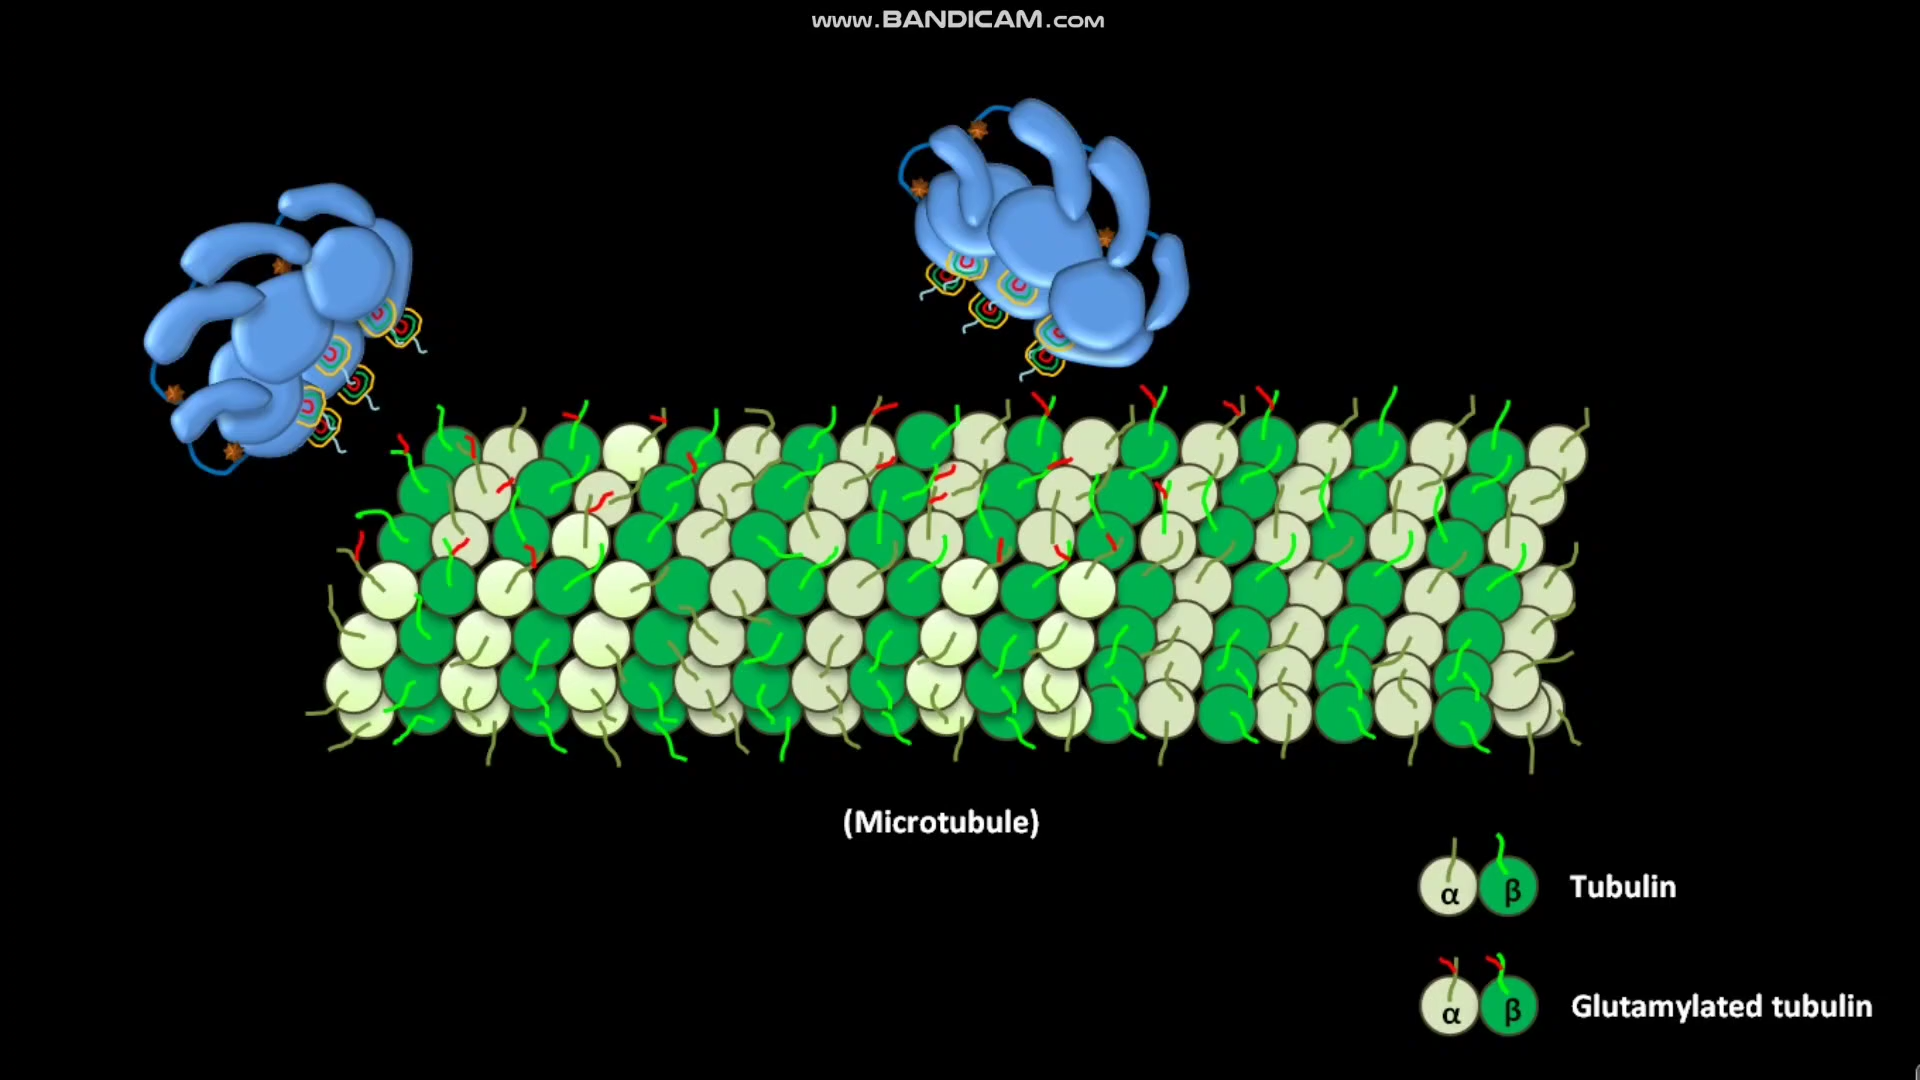 www.BANDICAM.com
(Microtubule)
α β Tubulin
α β Glutamylated tubulin